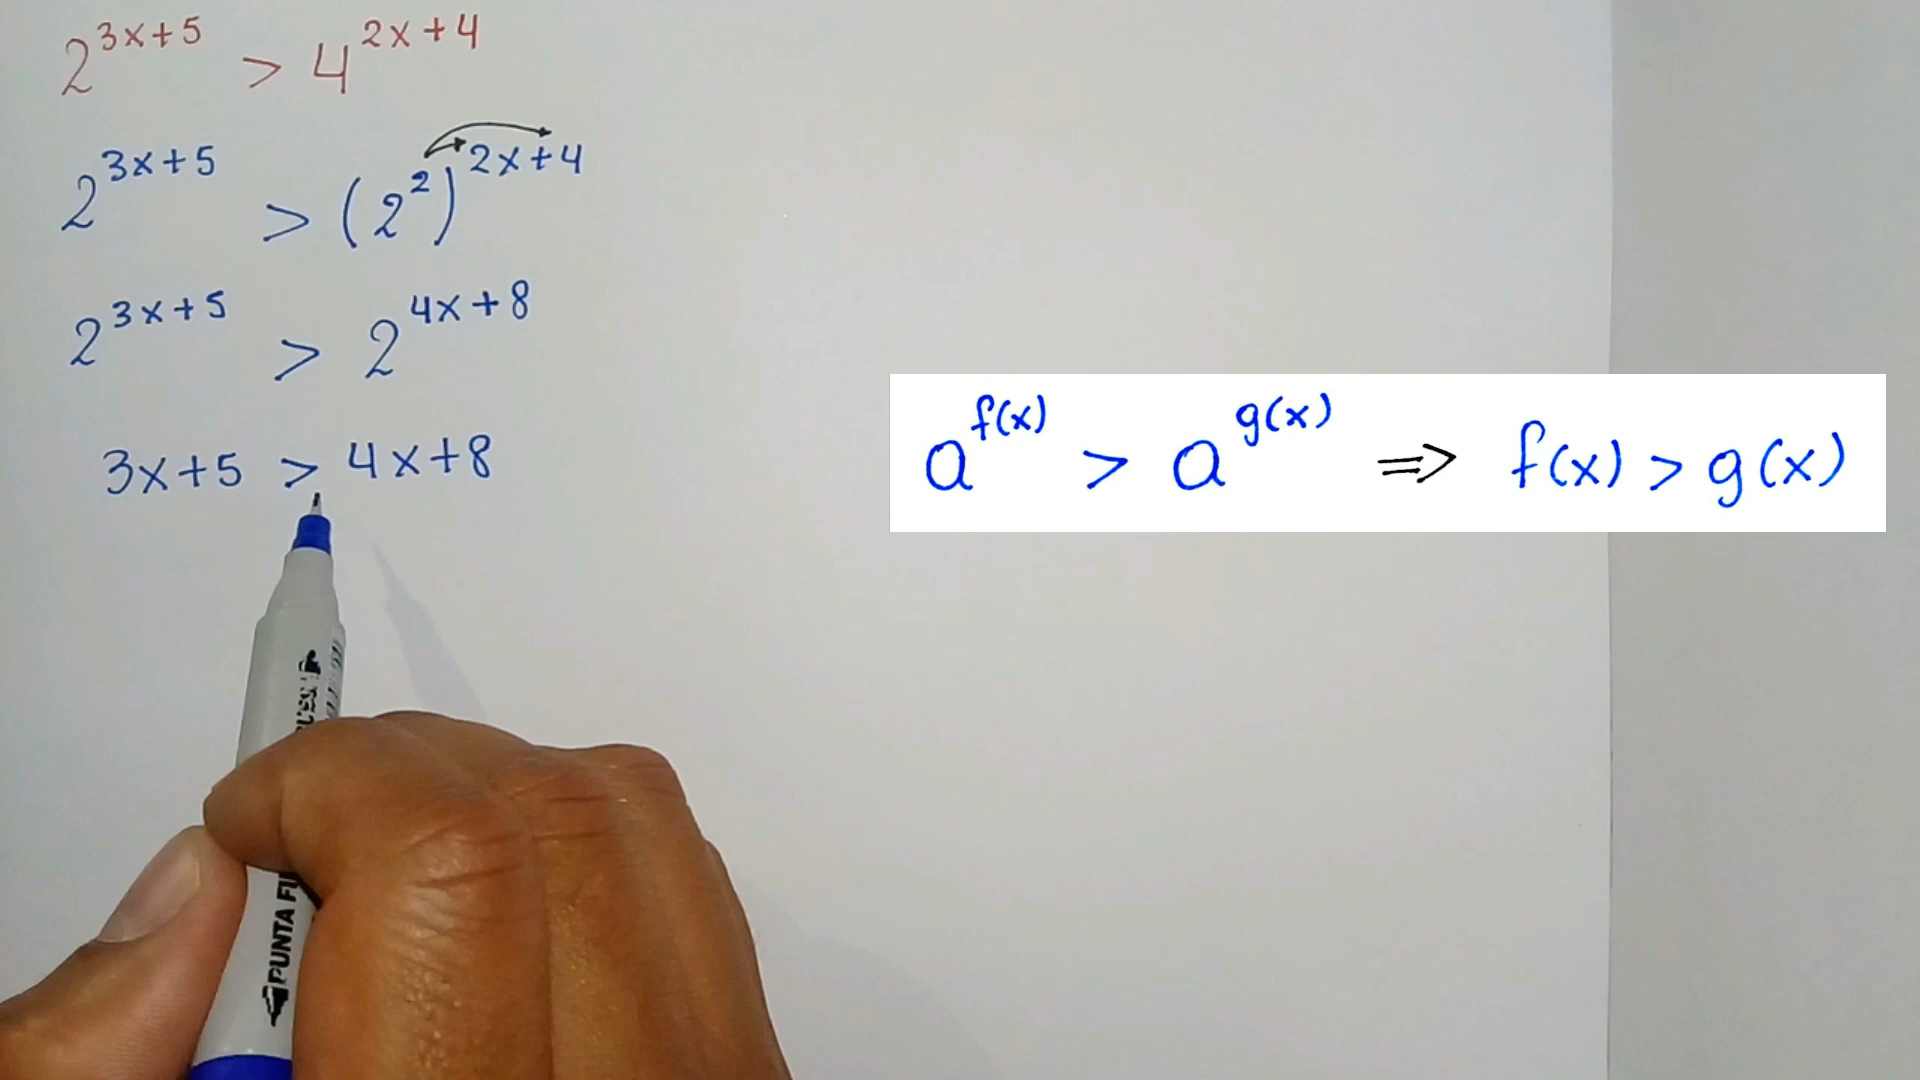 2^{3x+5} > 4^{2x+4}
2^{3x+5} > (2^2)^{2x+4}
2^{3x+5} > 2^{4x+8}
3x+5 > 4x+8
a^{f(x)} > a^{g(x)} ⇒ f(x) > g(x)
PUNTA